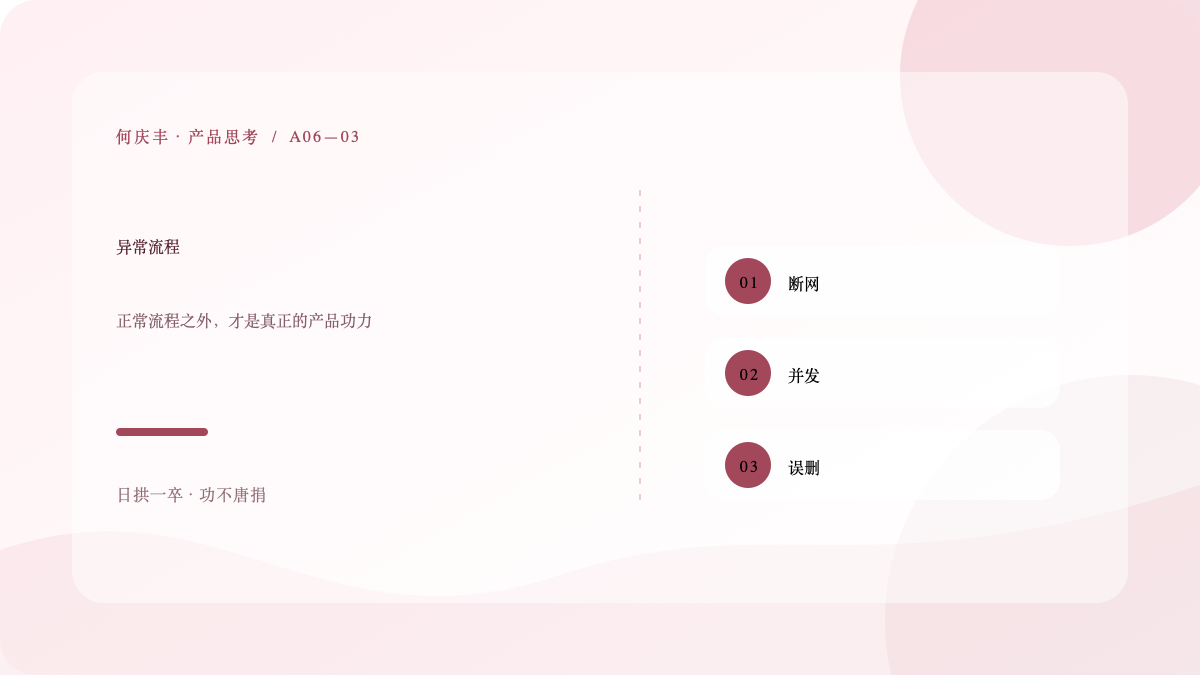 何庆丰 · 产品思考 / A06—03
异常流程
正常流程之外，才是真正的产品功力
日拱一卒 · 功不唐捐
01 断网
02 并发
03 误删